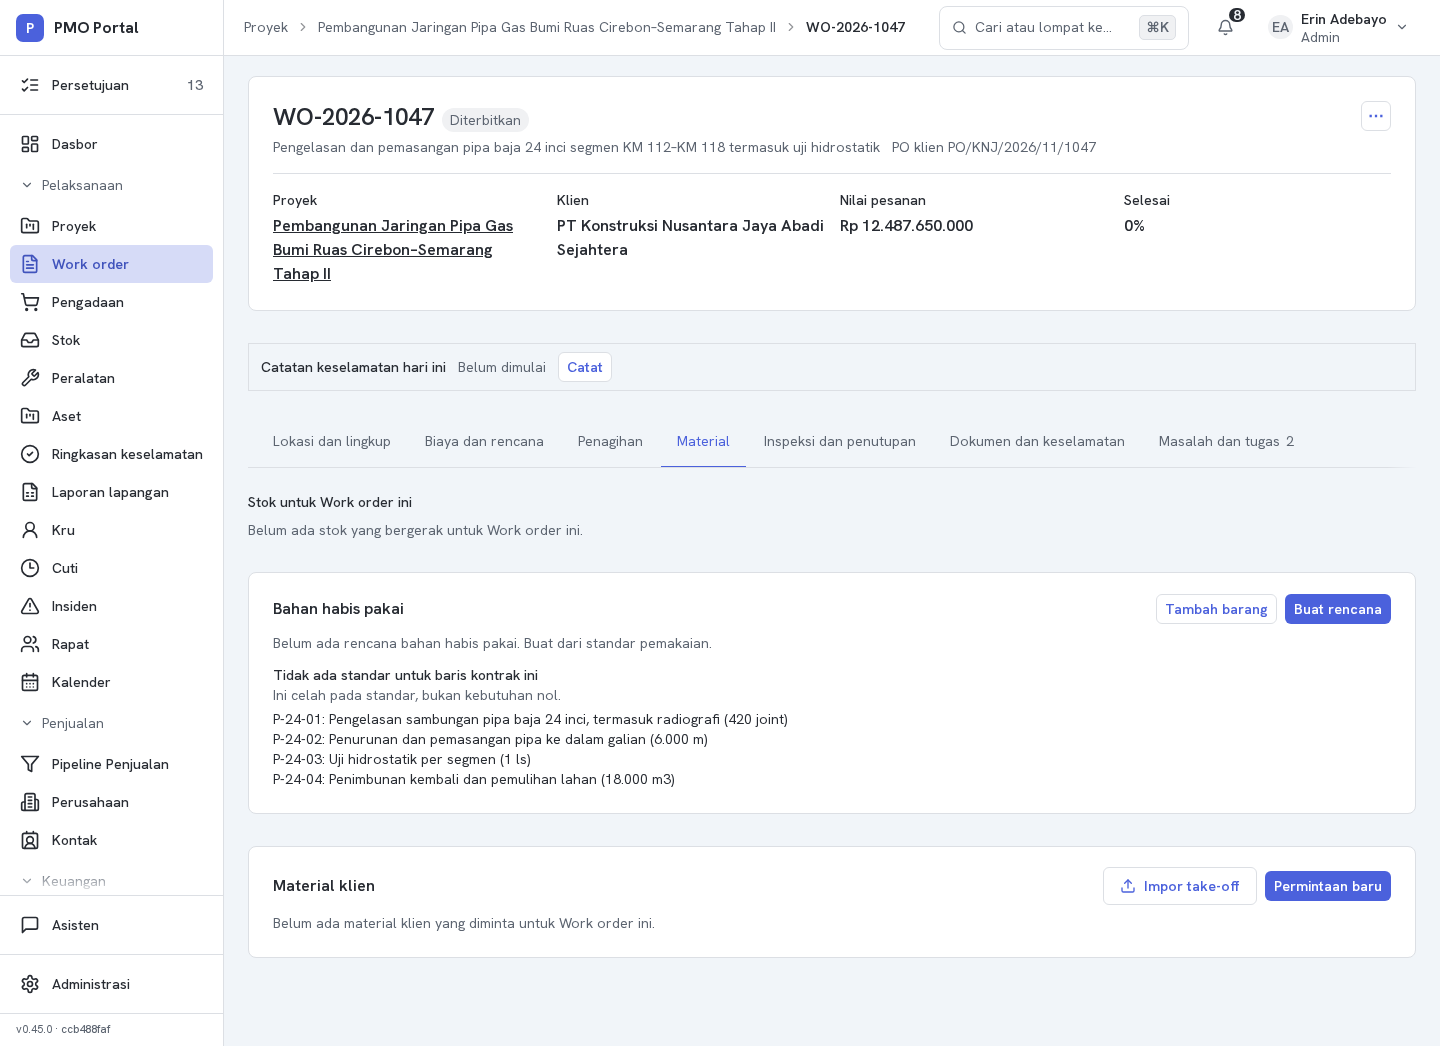 P PMO Portal
Proyek > Pembangunan Jaringan Pipa Gas Bumi Ruas Cirebon–Semarang Tahap II > WO-2026-1047
Cari atau lompat ke... ⌘K
8
EA Erin Adebayo
Admin
Persetujuan 13
Dasbor
Pelaksanaan
Proyek
Work order
Pengadaan
Stok
Peralatan
Aset
Ringkasan keselamatan
Laporan lapangan
Kru
Cuti
Insiden
Rapat
Kalender
Penjualan
Pipeline Penjualan
Perusahaan
Kontak
Keuangan
Asisten
Administrasi
v0.45.0 · ccb488faf
WO-2026-1047 Diterbitkan
Pengelasan dan pemasangan pipa baja 24 inci segmen KM 112–KM 118 termasuk uji hidrostatik PO klien PO/KNJ/2026/11/1047
Proyek
Pembangunan Jaringan Pipa Gas
Bumi Ruas Cirebon–Semarang
Tahap II
Klien
PT Konstruksi Nusantara Jaya Abadi
Sejahtera
Nilai pesanan
Rp 12.487.650.000
Selesai
0%
Catatan keselamatan hari ini Belum dimulai Catat
Lokasi dan lingkup Biaya dan rencana Penagihan Material Inspeksi dan penutupan Dokumen dan keselamatan Masalah dan tugas 2
Stok untuk Work order ini
Belum ada stok yang bergerak untuk Work order ini.
Bahan habis pakai Tambah barang Buat rencana
Belum ada rencana bahan habis pakai. Buat dari standar pemakaian.
Tidak ada standar untuk baris kontrak ini
Ini celah pada standar, bukan kebutuhan nol.
P-24-01: Pengelasan sambungan pipa baja 24 inci, termasuk radiografi (420 joint)
P-24-02: Penurunan dan pemasangan pipa ke dalam galian (6.000 m)
P-24-03: Uji hidrostatik per segmen (1 ls)
P-24-04: Penimbunan kembali dan pemulihan lahan (18.000 m3)
Material klien Impor take-off Permintaan baru
Belum ada material klien yang diminta untuk Work order ini.